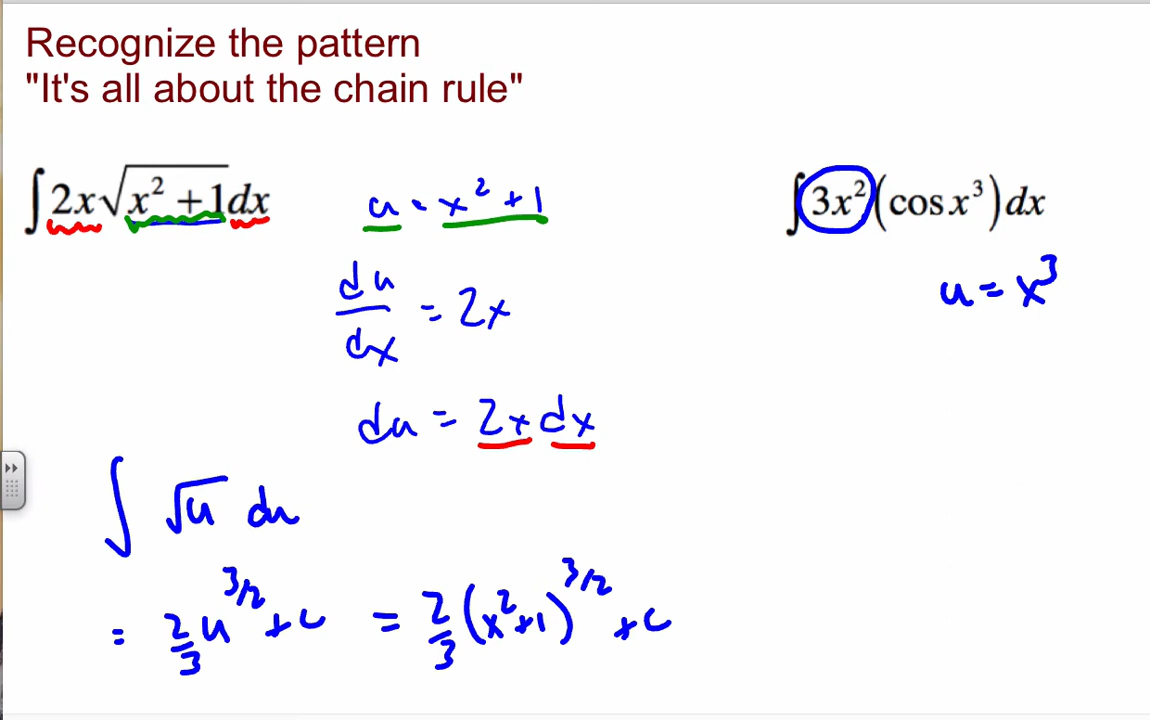 Recognize the pattern
"It's all about the chain rule"
∫ 2x√(x² + 1) dx
u = x² + 1
du/dx = 2x
du = 2x dx
∫ √u du
= 2/3 u^3/2 + c = 2/3 (x²+1)^3/2 + c
∫ 3x² (cos x³) dx
u = x³